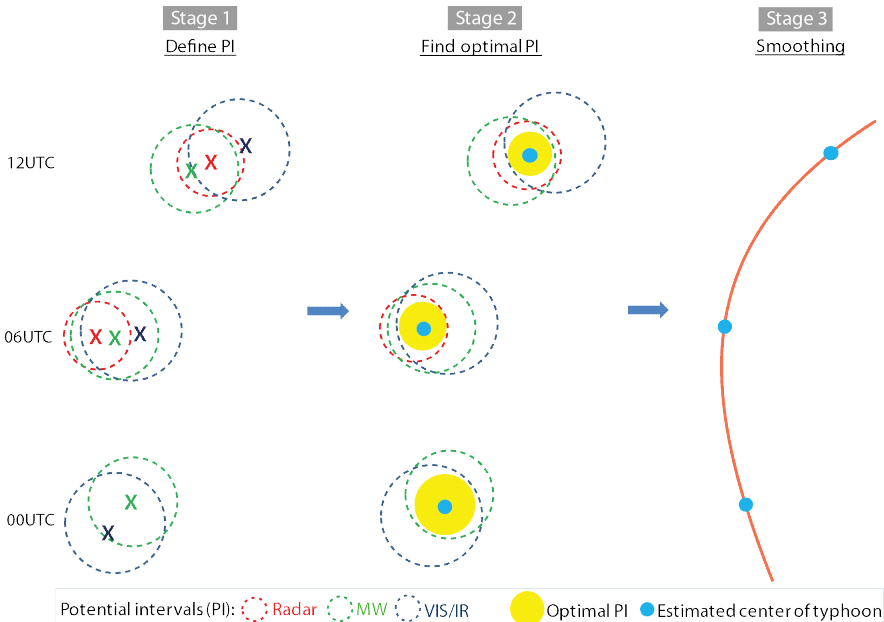 Stage 1
Stage 2
Stage 3
Define PI
Find optimal PI
Smoothing
12UTC
X X X
06UTC
X X X
00UTC
X
X
Potential intervals (PI): Radar MW VIS/IR Optimal PI Estimated center of typhoon